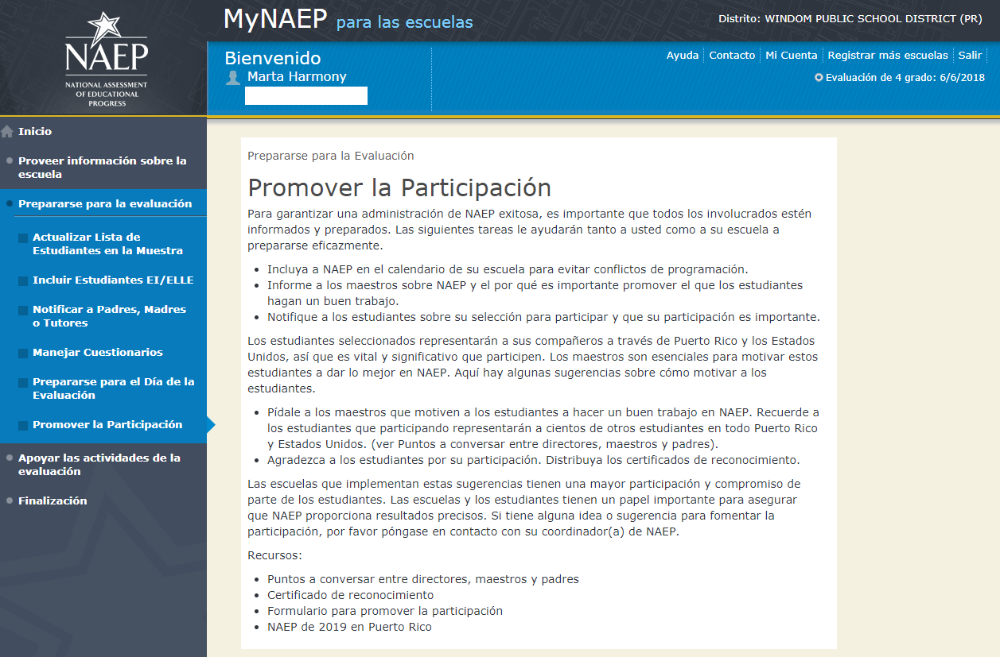 NAEP
NATIONAL ASSESSMENT
OF EDUCATIONAL
PROGRESS
MyNAEP para las escuelas
Distrito: WINDOM PUBLIC SCHOOL DISTRICT (PR)
Bienvenido
Marta Harmony
Ayuda
Contacto
Mi Cuenta
Registrar más escuelas
Salir
Evaluación de 4 grado: 6/6/2018
Inicio
Proveer información sobre la
escuela
Prepararse para la evaluación
Actualizar Lista de
Estudiantes en la Muestra
Incluir Estudiantes EI/ELLE
Notificar a Padres, Madres
o Tutores
Manejar Cuestionarios
Prepararse para el Día de la
Evaluación
Promover la Participación
Apoyar las actividades de la
evaluación
Finalización
Prepararse para la Evaluación
Promover la Participación
Para garantizar una administración de NAEP exitosa, es importante que todos los involucrados estén
informados y preparados. Las siguientes tareas le ayudarán tanto a usted como a su escuela a
prepararse eficazmente.
• Incluya a NAEP en el calendario de su escuela para evitar conflictos de programación.
• Informe a los maestros sobre NAEP y el por qué es importante promover el que los estudiantes
hagan un buen trabajo.
• Notifique a los estudiantes sobre su selección para participar y que su participación es importante.
Los estudiantes seleccionados representarán a sus compañeros a través de Puerto Rico y los Estados
Unidos, así que es vital y significativo que participen. Los maestros son esenciales para motivar estos
estudiantes a dar lo mejor en NAEP. Aquí hay algunas sugerencias sobre cómo motivar a los
estudiantes.
• Pídale a los maestros que motiven a los estudiantes a hacer un buen trabajo en NAEP. Recuerde a
los estudiantes que participando representarán a cientos de otros estudiantes en todo Puerto Rico
y Estados Unidos. (ver Puntos a conversar entre directores, maestros y padres).
• Agradezca a los estudiantes por su participación. Distribuya los certificados de reconocimiento.
Las escuelas que implementan estas sugerencias tienen una mayor participación y compromiso de
parte de los estudiantes. Las escuelas y los estudiantes tienen un papel importante para asegurar
que NAEP proporciona resultados precisos. Si tiene alguna idea o sugerencia para fomentar la
participación, por favor póngase en contacto con su coordinador(a) de NAEP.
Recursos:
• Puntos a conversar entre directores, maestros y padres
• Certificado de reconocimiento
• Formulario para promover la participación
• NAEP de 2019 en Puerto Rico